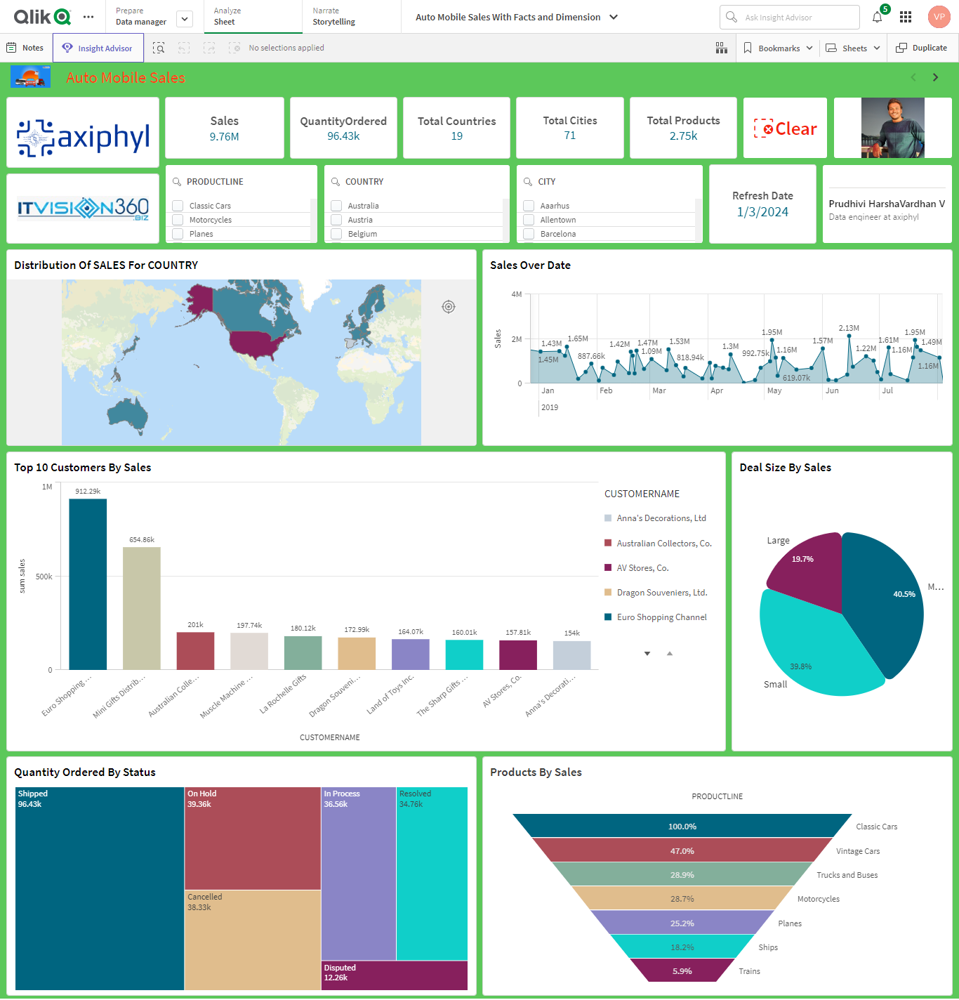 Qlik
Prepare
Data manager
Analyze
Sheet
Narrate
Storytelling
Auto Mobile Sales With Facts and Dimension
Ask Insight Advisor
5
VP
Notes
Insight Advisor
No selections applied
Bookmarks
Sheets
Duplicate
Auto Mobile Sales
axiphyl
Sales
9.76M
QuantityOrdered
96.43k
Total Countries
19
Total Cities
71
Total Products
2.75k
Clear
ITVISION360
.BIZ
PRODUCTLINE
Classic Cars
Motorcycles
Planes
COUNTRY
Australia
Austria
Belgium
CITY
Aaarhus
Allentown
Barcelona
Refresh Date
1/3/2024
Prudhivi HarshaVardhan V
Data engineer at axiphyl
Distribution Of SALES For COUNTRY
Sales Over Date
Sales
4M
2M
0
1.43M
1.45M
1.65M
887.66k
1.42M
1.47M
1.09M
1.53M
818.94k
1.3M
992.75k
1.95M
1.16M
619.07k
1.57M
2.13M
1.22M
1.61M
1.16M
1.95M
1.49M
1.16M
Jan
Feb
Mar
Apr
May
Jun
Jul
2019
Top 10 Customers By Sales
sum sales
1M
500k
0
912.29k
654.86k
201k
197.74k
180.12k
172.99k
164.07k
160.01k
157.81k
154k
Euro Shopping ...
Mini Gifts Distrib...
Australian Colle...
Muscle Machine ...
La Rochelle Gifts
Dragon Souveni...
Land of Toys Inc.
The Sharp Gifts ...
AV Stores, Co.
Anna's Decorati...
CUSTOMERNAME
CUSTOMERNAME
Anna's Decorations, Ltd
Australian Collectors, Co.
AV Stores, Co.
Dragon Souveniers, Ltd.
Euro Shopping Channel
Deal Size By Sales
Large
19.7%
M...
40.5%
39.8%
Small
Quantity Ordered By Status
Shipped
96.43k
On Hold
39.36k
Cancelled
38.33k
In Process
36.56k
Resolved
34.76k
Disputed
12.26k
Products By Sales
PRODUCTLINE
100.0% Classic Cars
47.0% Vintage Cars
28.9% Trucks and Buses
28.7% Motorcycles
25.2% Planes
18.2% Ships
5.9% Trains